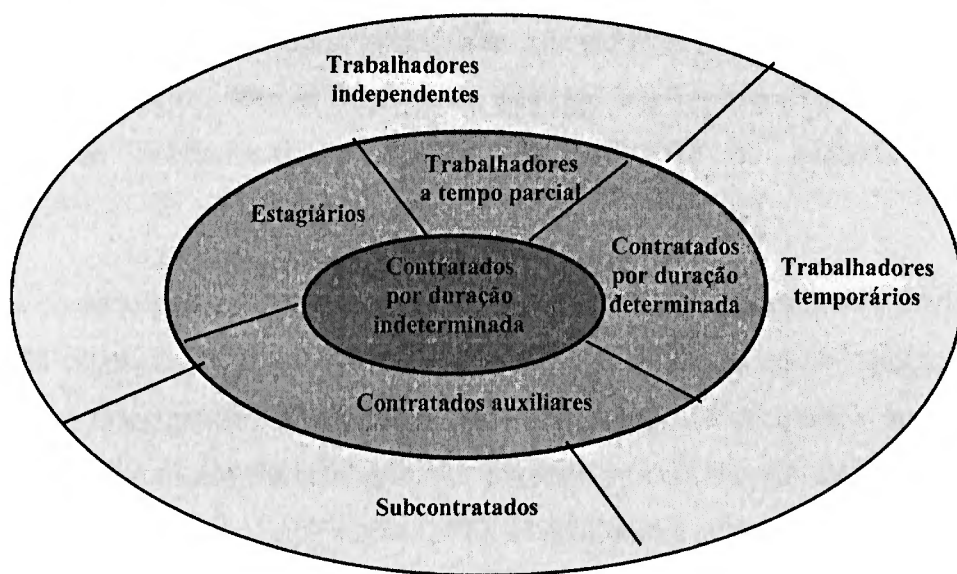 Trabalhadores
independentes
Trabalhadores
a tempo parcial
Estagiários
Contratados
por duração
determinada
Contratados
por duração
indeterminada
Trabalhadores
temporários
Contratados auxiliares
Subcontratados